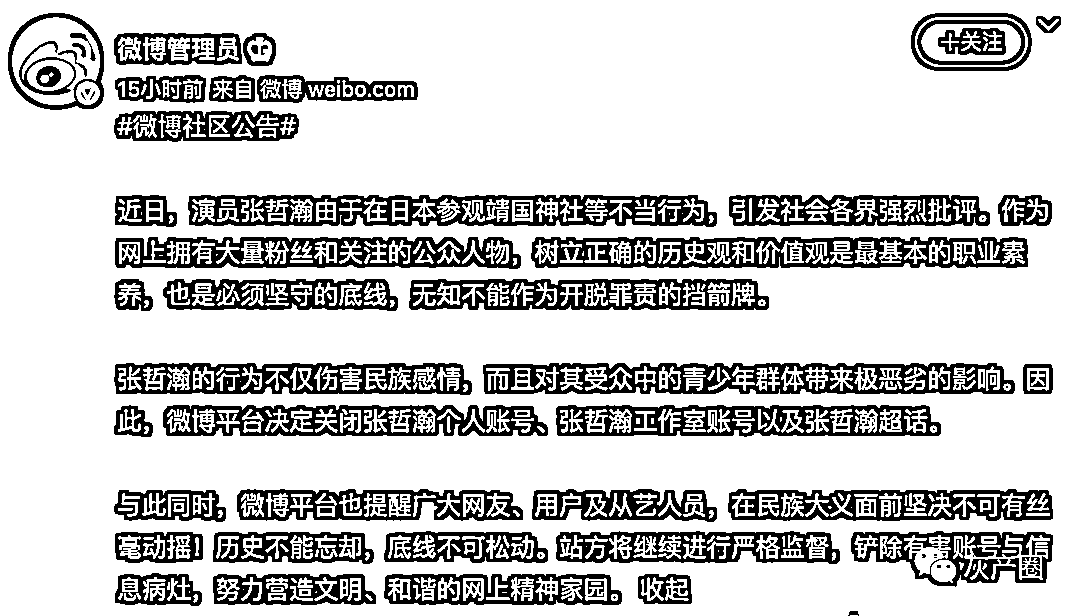 微博管理员
+关注
15小时前 来自 微博 weibo.com
#微博社区公告#
近日，演员张哲瀚由于在日本参观靖国神社等不当行为，引发社会各界强烈批评。作为
网上拥有大量粉丝和关注的公众人物，树立正确的历史观和价值观是最基本的职业素
养，也是必须坚守的底线，无知不能作为开脱罪责的挡箭牌。
张哲瀚的行为不仅伤害民族感情，而且对其受众中的青少年群体带来极恶劣的影响。因
此，微博平台决定关闭张哲瀚个人账号、张哲瀚工作室账号以及张哲瀚超话。
与此同时，微博平台也提醒广大网友、用户及从艺人员，在民族大义面前坚决不可有丝
毫动摇！历史不能忘却，底线不可松动。站方将继续进行严格监督，铲除有害账号与信
息病灶，努力营造文明、和谐的网上精神家园。 收起
灰产圈